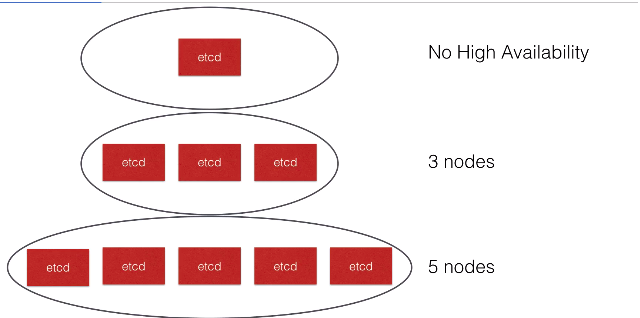 etcd
No High Availability
etcd etcd etcd
3 nodes
etcd etcd etcd etcd etcd
5 nodes